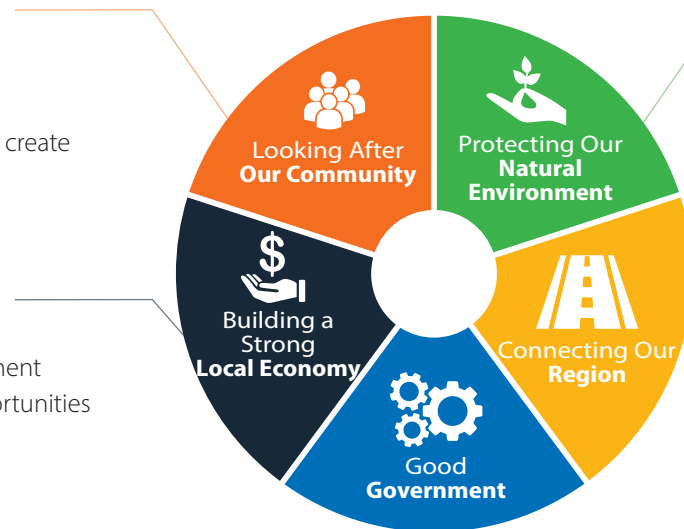 create
Looking After
Our Community
Protecting Our
Natural
Environment
$
Building a
Strong
Local Economy
Connecting Our
Region
ortunities
Good
Government